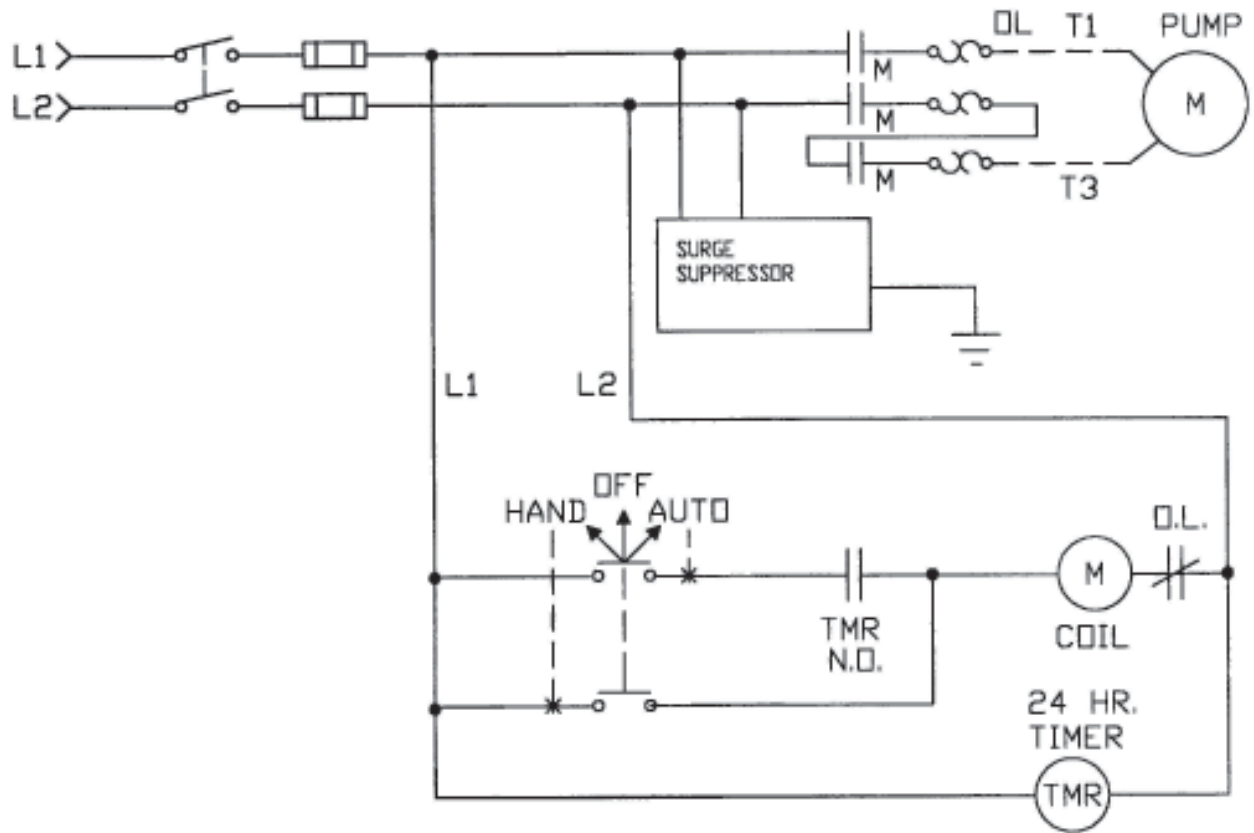 OL T1 PUMP
L1
M
M
L2
M
M
T3
SURGE
SUPPRESSOR
L1 L2
OFF
HAND AUTO
O.L.
M
TMR
N.O.
COIL
24 HR.
TIMER
TMR